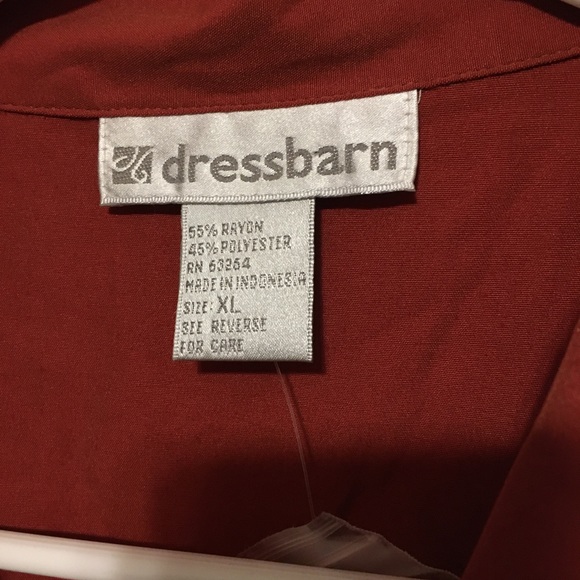 dressbarn
55% RAYON
45% POLYESTER
RN 63264
MADE IN INDONESIA
SIZE: XL
SEE REVERSE
FOR CARE